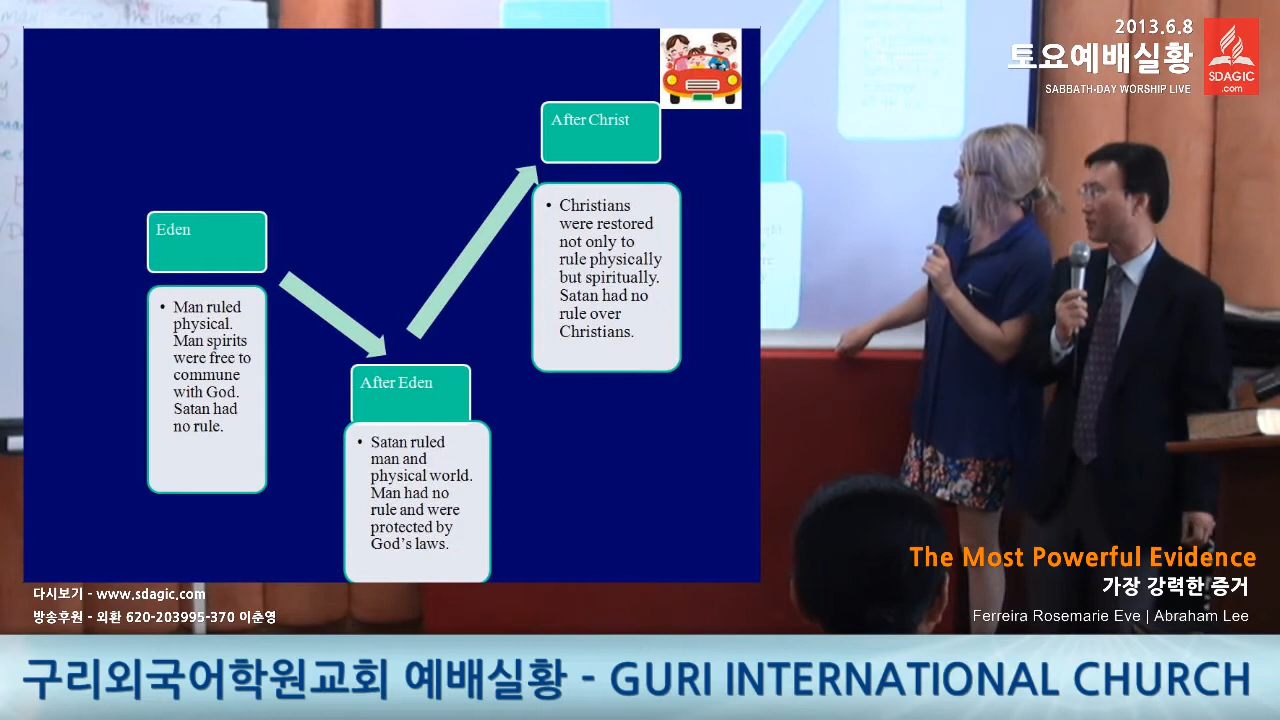 2013.6.8
토요예배실황
SABBATH-DAY WORSHIP LIVE
SDAGIC
.com
After Christ
• Christians
were restored
not only to
rule physically
but spiritually.
Satan had no
rule over
Christians.
Eden
• Man ruled
physical.
Man spirits
were free to
commune
with God.
Satan had
no rule.
After Eden
• Satan ruled
man and
physical world.
Man had no
rule and were
protected by
God's laws.
The Most Powerful Evidence
가장 강력한 증거
Ferreira Rosemarie Eve | Abraham Lee
다시보기 - www.sdagic.com
방송후원 - 외환 620-203995-370 이춘영
구리외국어학원교회 예배실황 - GURI INTERNATIONAL CHURCH